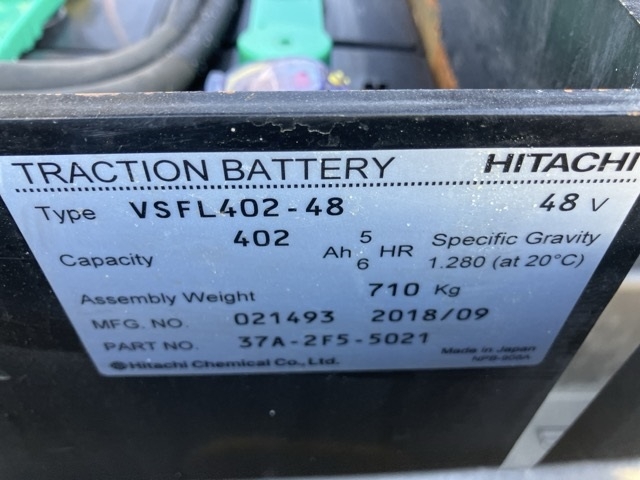 TRACTION BATTERY HITACHI
Type VSFL402-48 48 V
Capacity 402 Ah 5 6 HR Specific Gravity
1.280 (at 20°C)
Assembly Weight 710 Kg
MFG. NO. 021493 2018/09
PART NO. 37A-2F5-5021 Made in Japan
Hitachi Chemical Co., Ltd.